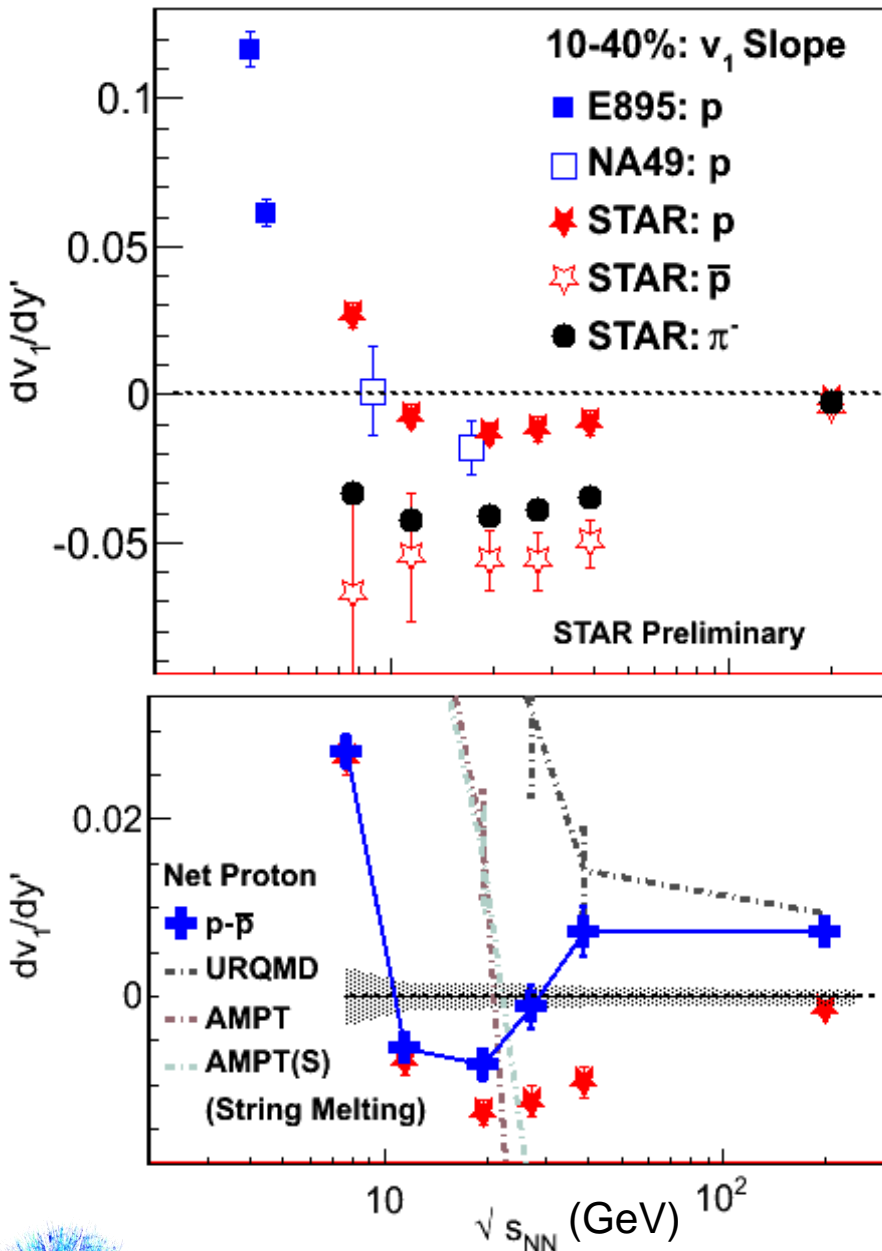 10-40%: v₁ Slope
E895: p
NA49: p
STAR: p
STAR: p̅
STAR: π⁻
STAR Preliminary
dv₁/dy'
0.1
0.05
0
-0.05
dv₁/dy'
0.02
0
Net Proton
p-p̅
URQMD
AMPT
AMPT(S)
(String Melting)
10
10²
√ s_NN (GeV)